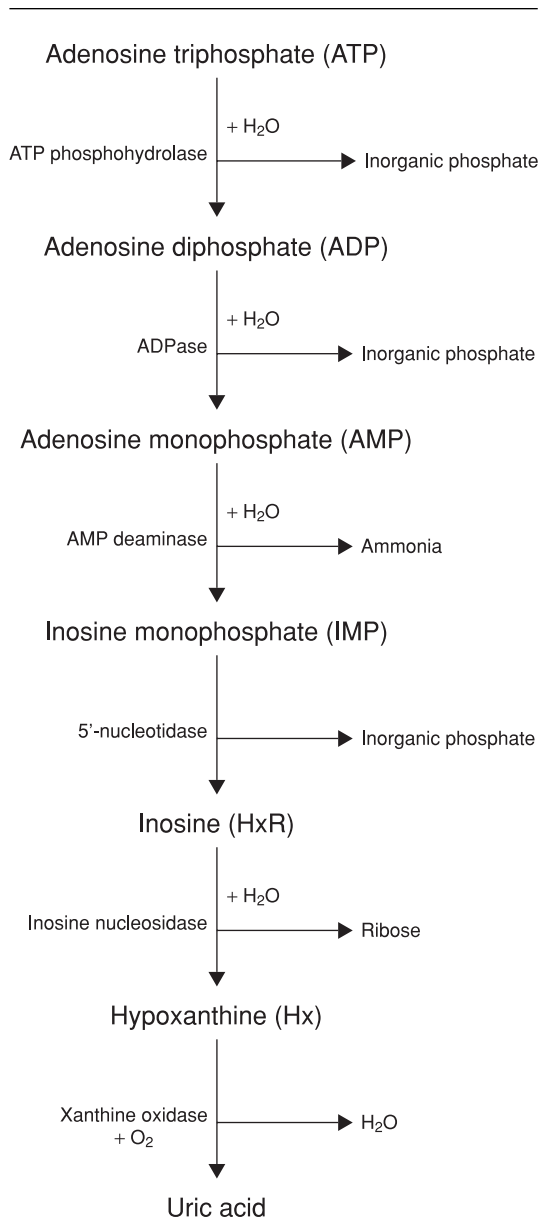 Adenosine triphosphate (ATP)
+ H₂O
ATP phosphohydrolase
Inorganic phosphate
Adenosine diphosphate (ADP)
+ H₂O
ADPase
Inorganic phosphate
Adenosine monophosphate (AMP)
+ H₂O
AMP deaminase
Ammonia
Inosine monophosphate (IMP)
5'-nucleotidase
Inorganic phosphate
Inosine (HxR)
+ H₂O
Inosine nucleosidase
Ribose
Hypoxanthine (Hx)
Xanthine oxidase
+ O₂
H₂O
Uric acid